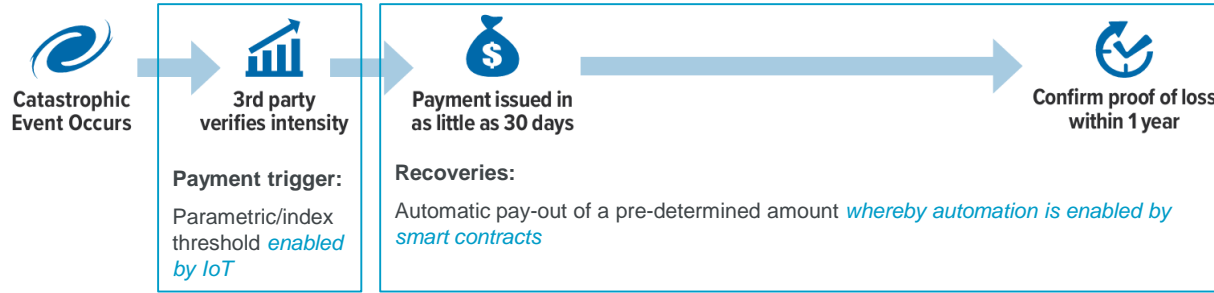 Catastrophic
Event Occurs
3rd party
verifies intensity
$
Payment issued in
as little as 30 days
Confirm proof of loss
within 1 year
Payment trigger:
Parametric/index
threshold enabled
by IoT
Recoveries:
Automatic pay-out of a pre-determined amount whereby automation is enabled by
smart contracts